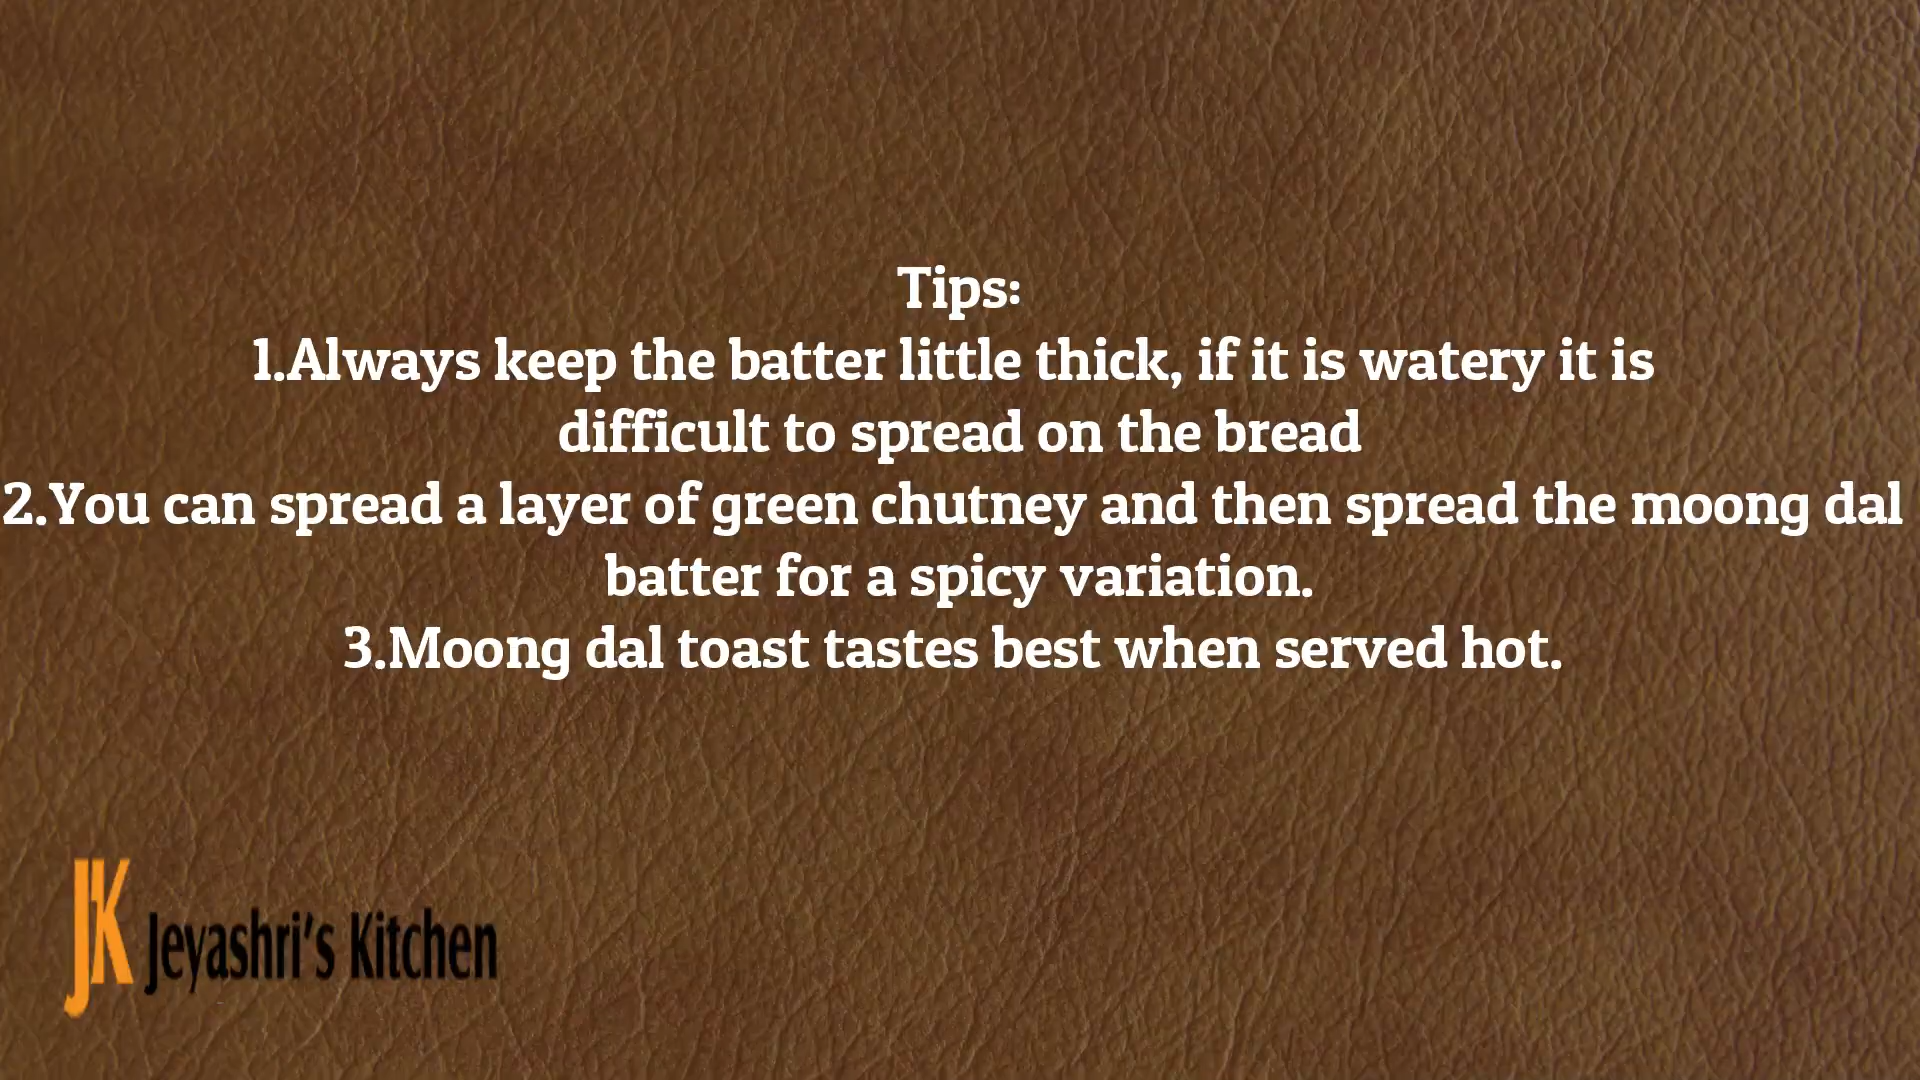 Tips:
1.Always keep the batter little thick, if it is watery it is
difficult to spread on the bread
2.You can spread a layer of green chutney and then spread the moong dal
batter for a spicy variation.
3.Moong dal toast tastes best when served hot.
JK Jeyashri's Kitchen